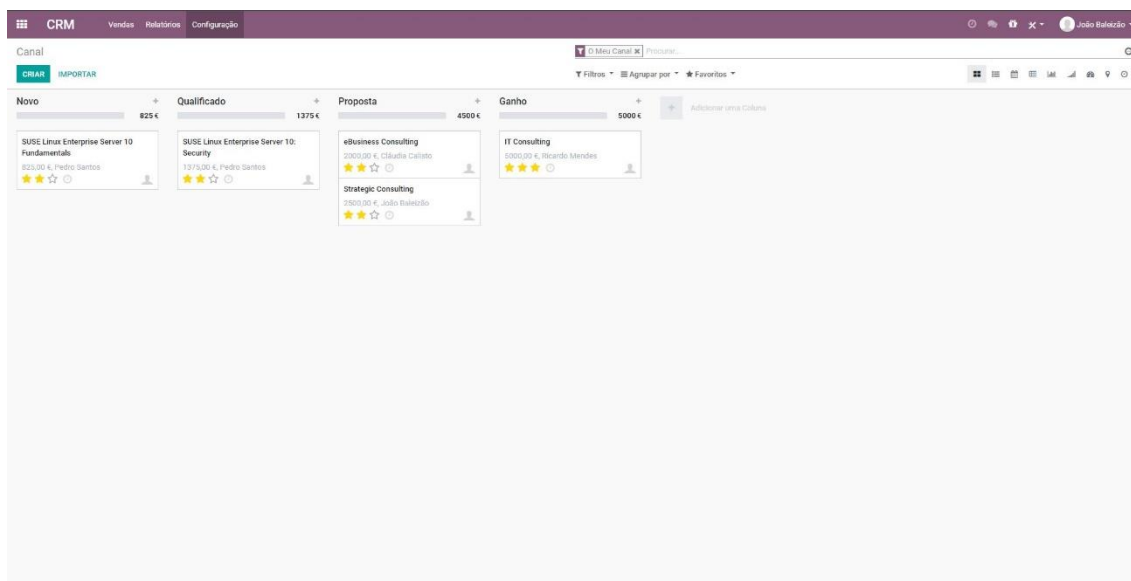 CRM Vendas Relatórios Configuração João Baleizão
Canal O Meu Canal Procurar...
CRIAR IMPORTAR Filtros Agrupar por Favoritos
Novo
825 €
SUSE Linux Enterprise Server 10
Fundamentals
825,00 €, Pedro Santos
Qualificado
1375 €
SUSE Linux Enterprise Server 10:
Security
1375,00 €, Pedro Santos
Proposta
4500 €
eBusiness Consulting
2000,00 €, Cláudia Calisto
Strategic Consulting
2500,00 €, João Baleizão
Ganho
5000 €
IT Consulting
5000,00 €, Ricardo Mendes
Adicionar uma Coluna